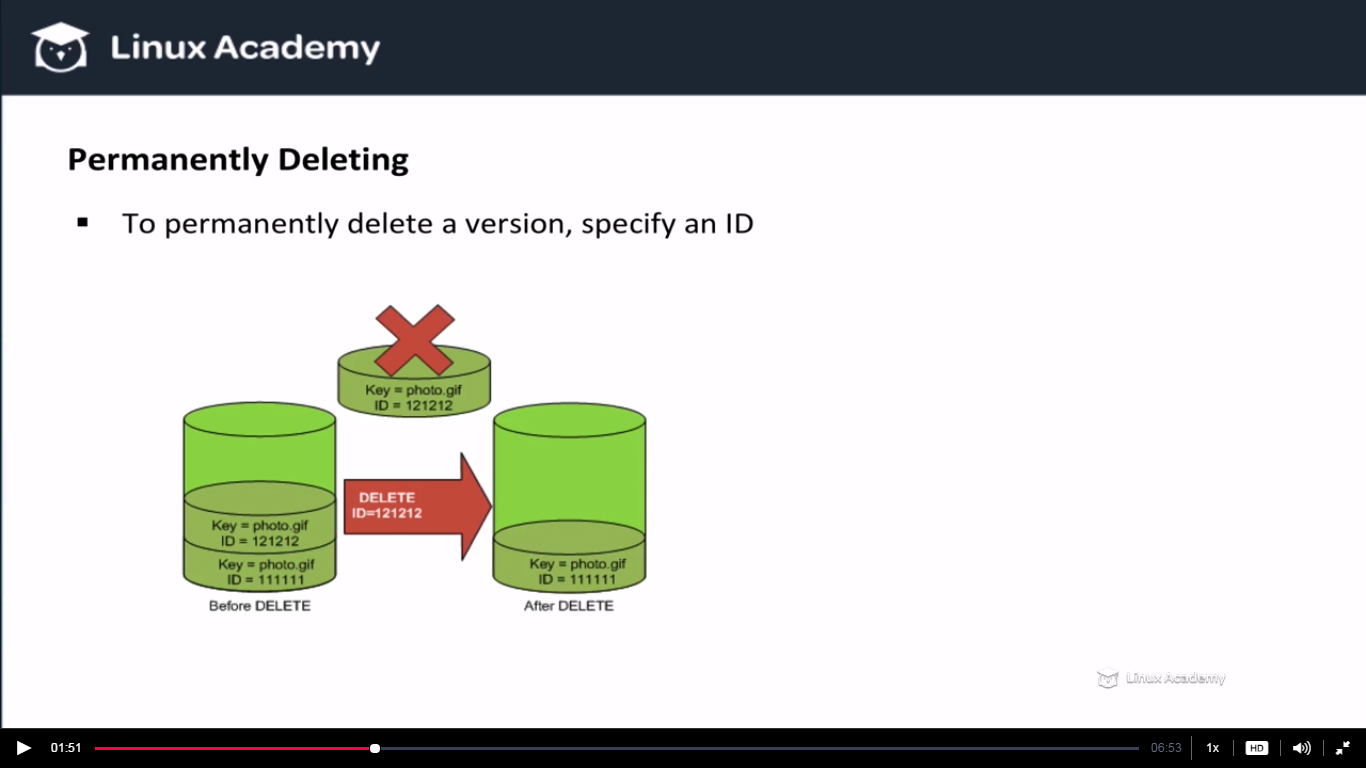 Linux Academy
Permanently Deleting
▪ To permanently delete a version, specify an ID
Key = photo.gif
ID = 121212
DELETE
ID=121212
Key = photo.gif
ID = 121212
Key = photo.gif
ID = 111111
Before DELETE
Key = photo.gif
ID = 111111
After DELETE
Linux Academy
01:51
06:53
1x
HD